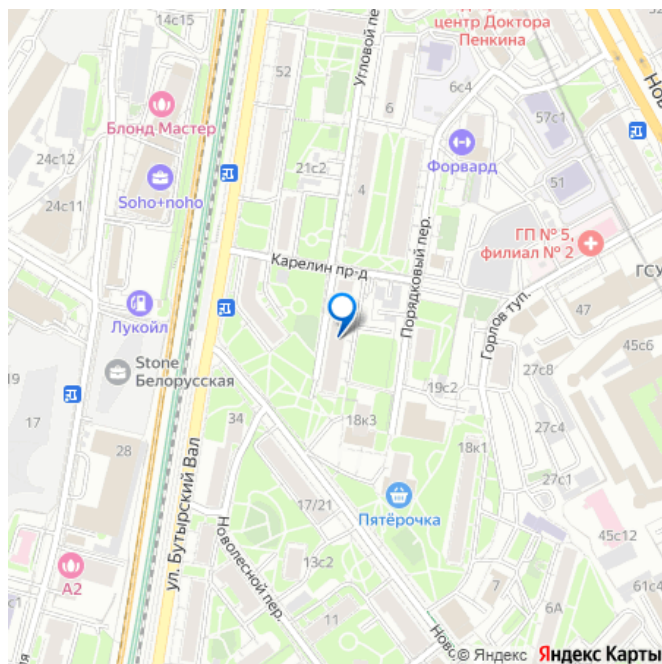 14с15
центр Доктора
Пенкина
52
Угловой пер.
6с4
6
57с1
Блонд Мастер
Форвард
24с12
21с2
51
Soho+noho
4
24с11
ГП № 5,
филиал № 2
Порядковый пер.
Карелин пр-д
ГСУ
Лукойл
Горлов туп.
47
Stone
Белорусская
45с6
19
27с8
19с2
17
34
18к3
27с4
28
18к1
ул. Бутырский Вал
17/21
Пятёрочка
Новолесной пер.
45с12
13с2
А2
с1
7
11
6А
© Яндекс Яндекс Карты